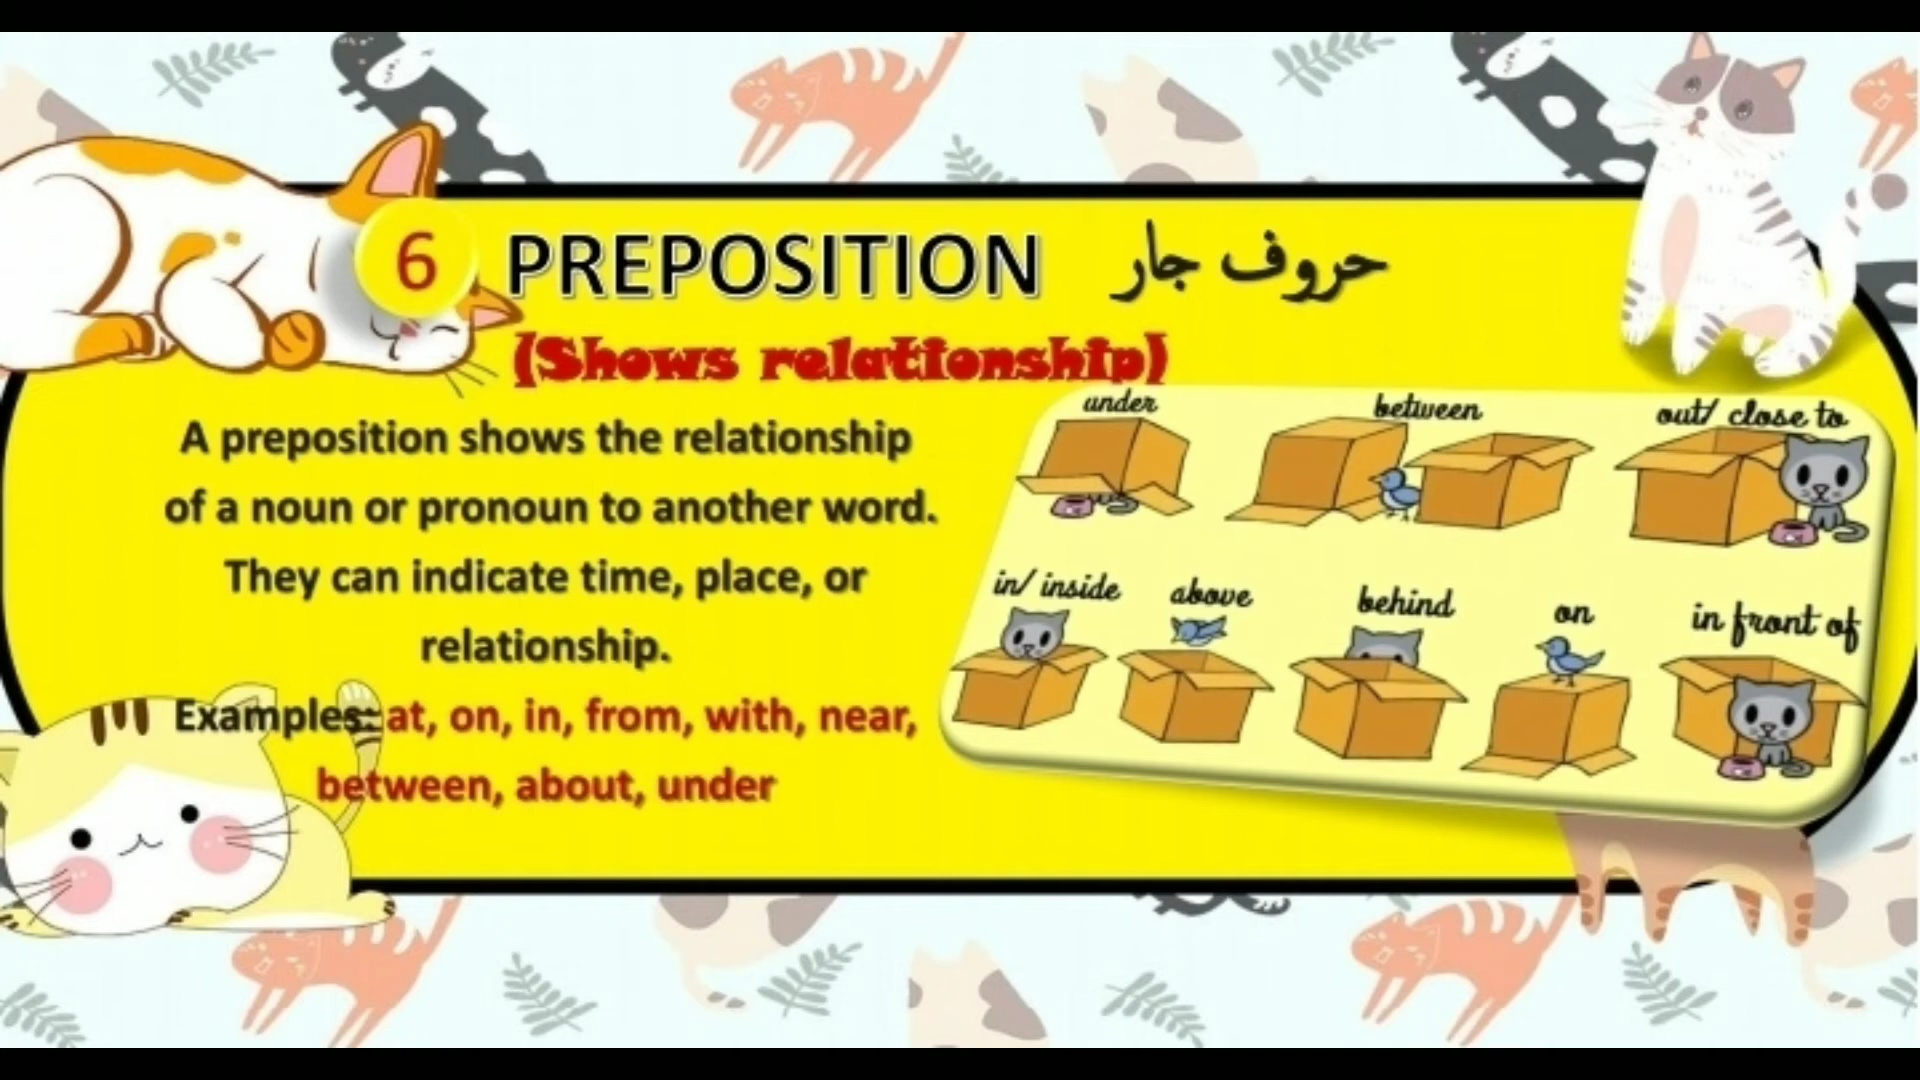 6 PREPOSITION حروف جار
(Shows relationship)
A preposition shows the relationship
of a noun or pronoun to another word.
They can indicate time, place, or
relationship.
Examples: at, on, in, from, with, near,
between, about, under
under between out/ close to
in/ inside above behind on in front of